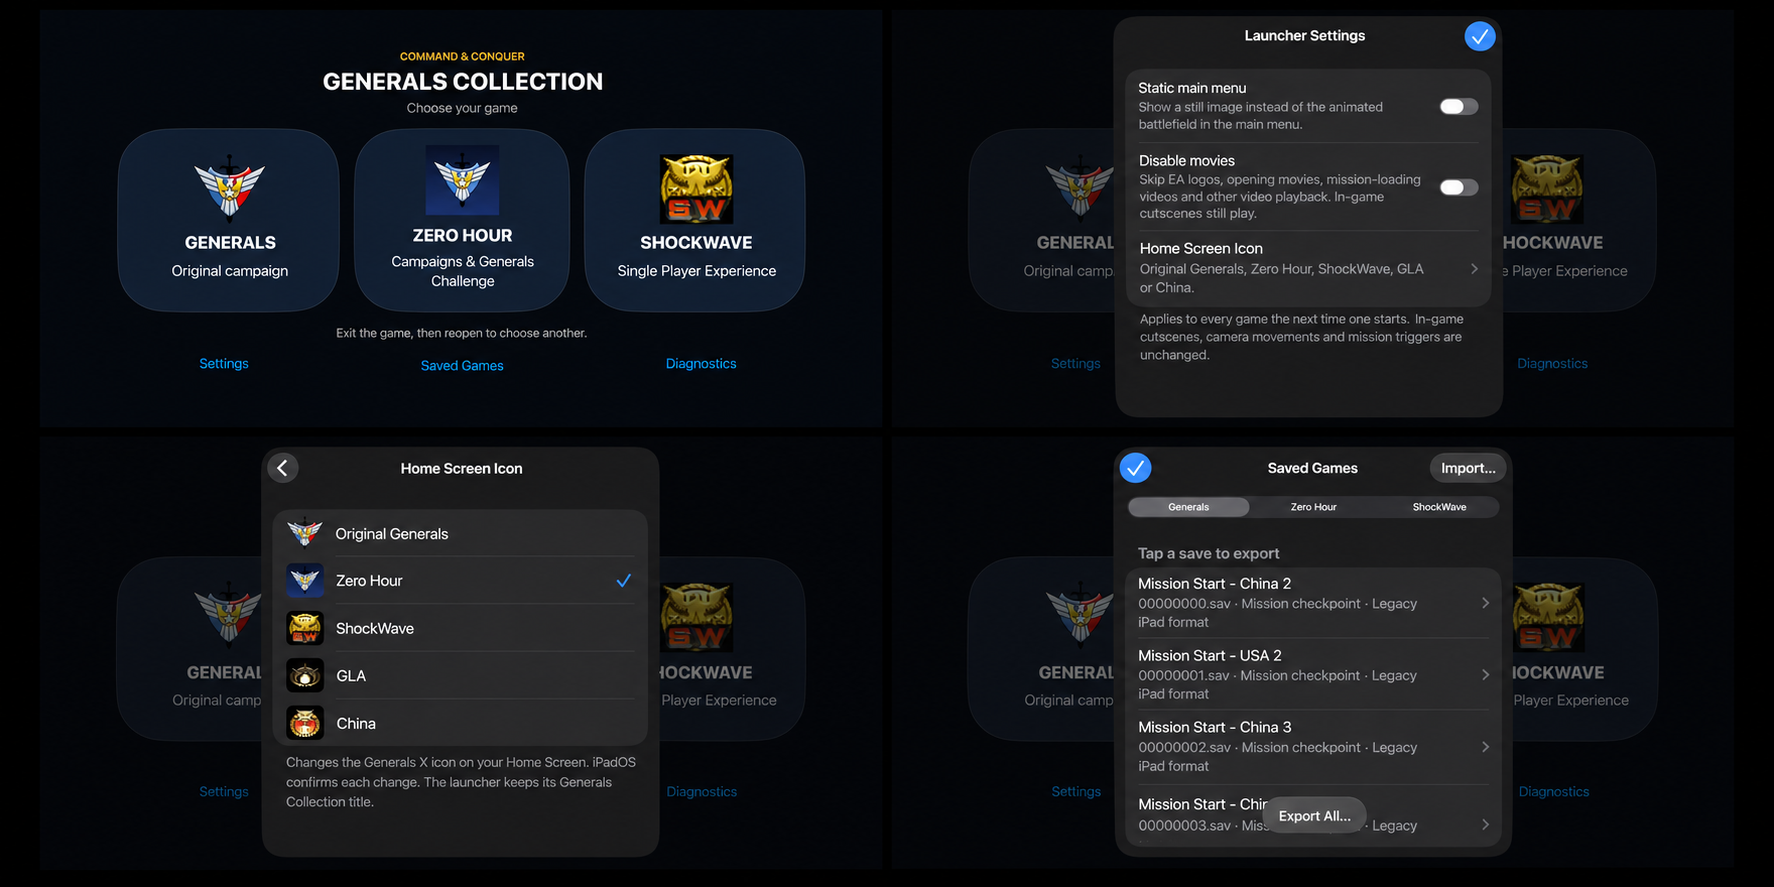 COMMAND & CONQUER
GENERALS COLLECTION
Choose your game
GENERALS
Original campaign
ZERO HOUR
Campaigns & Generals
Challenge
SW
SHOCKWAVE
Single Player Experience
Exit the game, then reopen to choose another.
Settings
Saved Games
Diagnostics
Launcher Settings
Static main menu
Show a still image instead of the animated
battlefield in the main menu.
Disable movies
Skip EA logos, opening movies, mission-loading
videos and other video playback. In-game
cutscenes still play.
Home Screen Icon
Original Generals, Zero Hour, ShockWave, GLA
or China.
Applies to every game the next time one starts. In-game
cutscenes, camera movements and mission triggers are
unchanged.
GENERAL
Original camp
SW
HOCKWAVE
e Player Experience
Settings
Diagnostics
Home Screen Icon
Original Generals
Zero Hour
SW
ShockWave
GLA
China
Changes the Generals X icon on your Home Screen. iPadOS
confirms each change. The launcher keeps its Generals
Collection title.
GENERAL
Original camp
SW
HOCKWAVE
Player Experience
Settings
Diagnostics
Saved Games
Import...
Generals
Zero Hour
ShockWave
Tap a save to export
Mission Start - China 2
00000000.sav · Mission checkpoint · Legacy
iPad format
Mission Start - USA 2
00000001.sav · Mission checkpoint · Legacy
iPad format
Mission Start - China 3
00000002.sav · Mission checkpoint · Legacy
iPad format
Mission Start - Chin
00000003.sav · Miss
· Legacy
Export All...
GENERAL
Original camp
SW
HOCKWAVE
Player Experience
Settings
Diagnostics